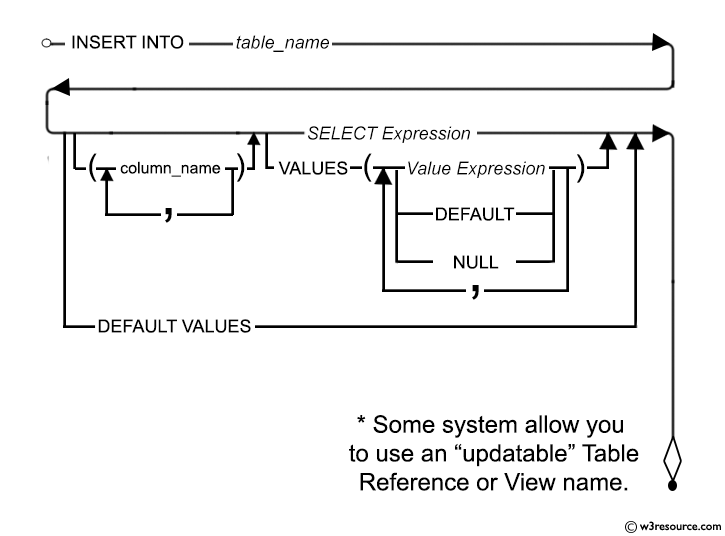 INSERT INTO table_name
SELECT Expression
( column_name ) VALUES ( Value Expression )
,
DEFAULT
NULL
,
DEFAULT VALUES
* Some system allow you
to use an “updatable” Table
Reference or View name.
© w3resource.com